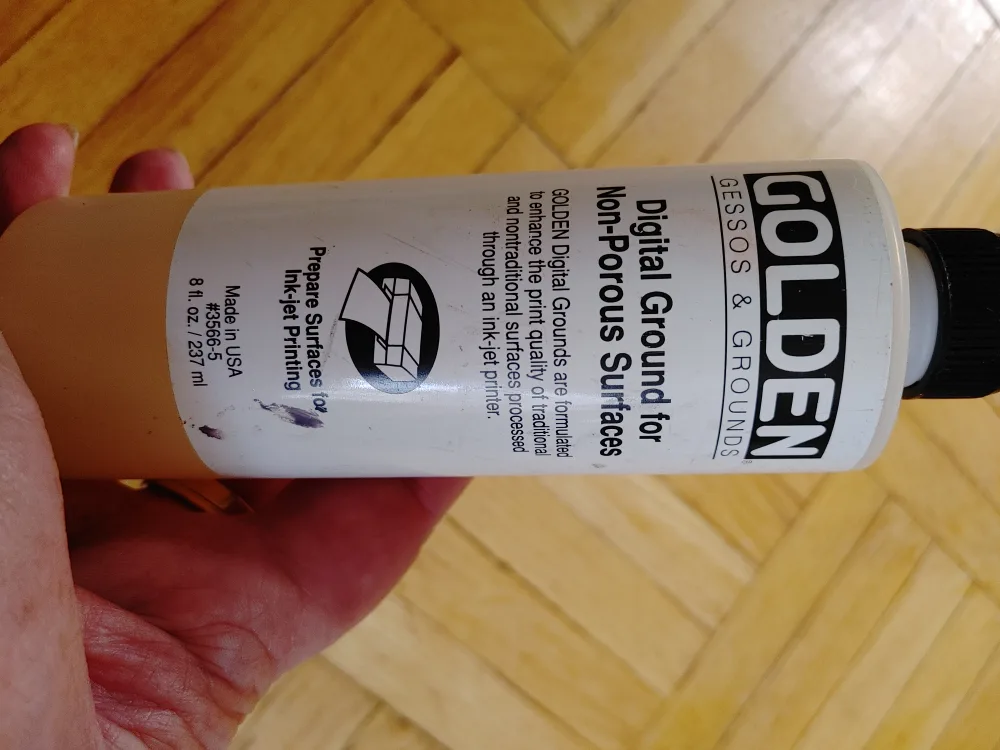 GOLDEN®
GESSOS & GROUNDS
Digital Ground for
Non-Porous Surfaces
GOLDEN Digital Grounds are formulated
to enhance the print quality of traditional
and nontraditional surfaces processed
through an ink-jet printer.
Prepare Surfaces for
Ink-jet Printing
Made in USA
#3566-5
8 fl. oz. / 237 ml